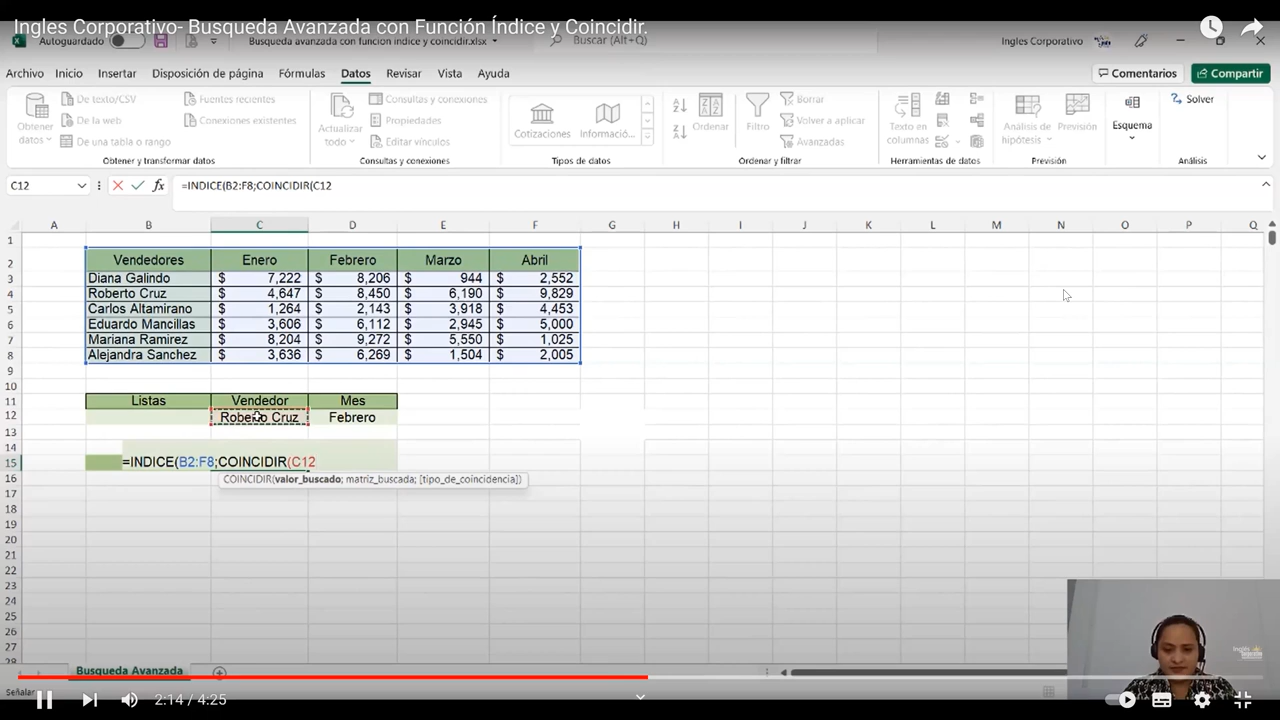 Ingles Corporativo- Busqueda Avanzada con Función Índice y Coincidir.
Autoguardado Busqueda avanzada con funcion indice y coincidir.xlsx Buscar (Alt+Q) Ingles Corporativo
Archivo Inicio Insertar Disposición de página Fórmulas Datos Revisar Vista Ayuda Comentarios Compartir
Obtener datos
De texto/CSV
De la web
De una tabla o rango
Fuentes recientes
Conexiones existentes
Obtener y transformar datos
Actualizar todo
Consultas y conexiones
Propiedades
Editar vínculos
Consultas y conexiones
Cotizaciones Informació...
Tipos de datos
Ordenar
Filtro
Borrar
Volver a aplicar
Avanzadas
Ordenar y filtrar
Texto en columnas
Herramientas de datos
Análisis de hipótesis
Previsión
Previsión
Esquema
Solver
Análisis
C12 fx =INDICE(B2:F8;COINCIDIR(C12
A B C D E F G H I J K L M N O P Q
1
2 Vendedores Enero Febrero Marzo Abril
3 Diana Galindo $ 7,222 $ 8,206 $ 944 $ 2,552
4 Roberto Cruz $ 4,647 $ 8,450 $ 6,190 $ 9,829
5 Carlos Altamirano $ 1,264 $ 2,143 $ 3,918 $ 4,453
6 Eduardo Mancillas $ 3,606 $ 6,112 $ 2,945 $ 5,000
7 Mariana Ramirez $ 8,204 $ 9,272 $ 5,550 $ 1,025
8 Alejandra Sanchez $ 3,636 $ 6,269 $ 1,504 $ 2,005
9
10
11 Listas Vendedor Mes
12 Roberto Cruz Febrero
13
14
15 =INDICE(B2:F8;COINCIDIR(C12
16 COINCIDIR(valor_buscado; matriz_buscada; [tipo_de_coincidencia])
17
18
19
20
21
22
23
24
25
26
27
28
Busqueda Avanzada
Señalar
2:14 / 4:25